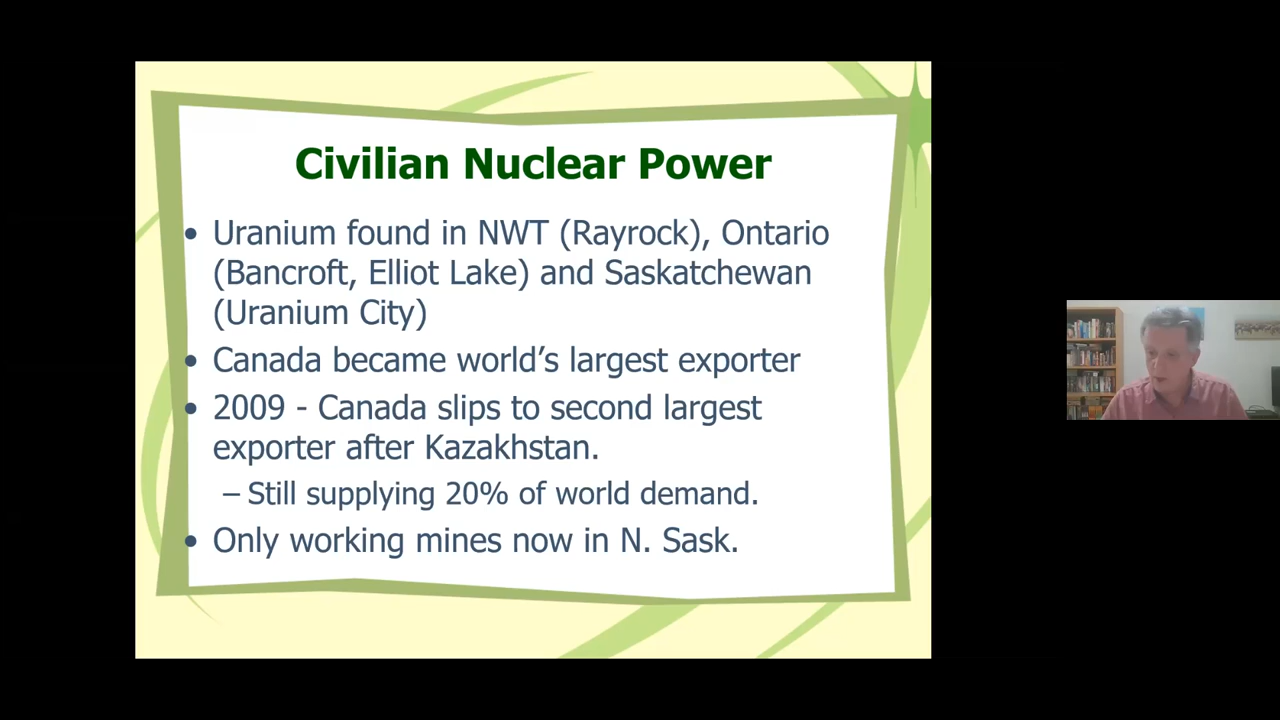 Civilian Nuclear Power
• Uranium found in NWT (Rayrock), Ontario
(Bancroft, Elliot Lake) and Saskatchewan
(Uranium City)
• Canada became world’s largest exporter
• 2009 - Canada slips to second largest
exporter after Kazakhstan.
– Still supplying 20% of world demand.
• Only working mines now in N. Sask.